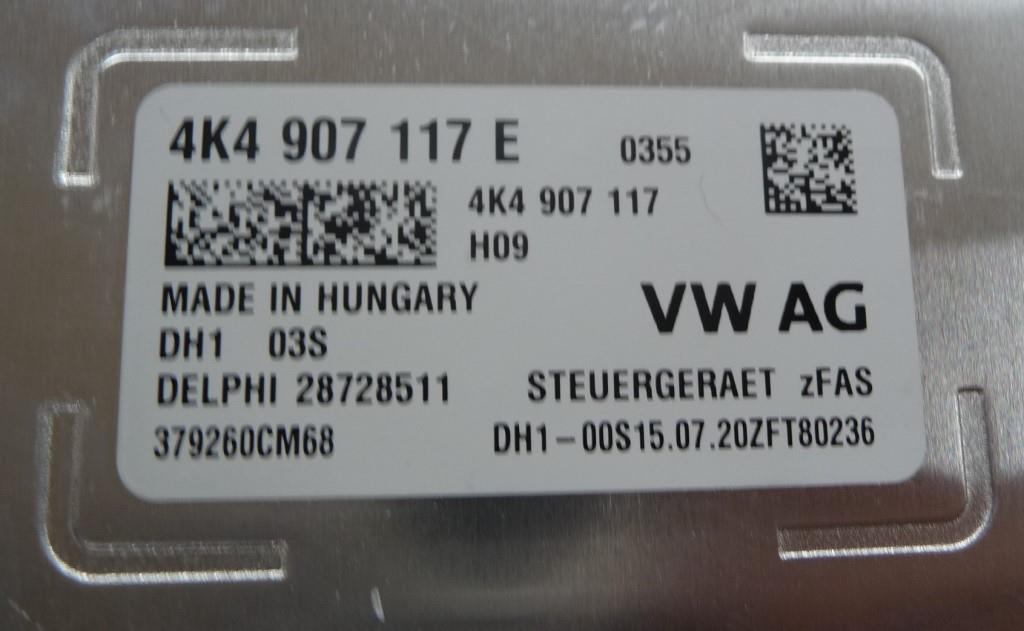 4K4 907 117 E 0355
4K4 907 117
H09
MADE IN HUNGARY
VW AG
DH1 03S
DELPHI 28728511
STEUERGERAET zFAS
379260CM68
DH1-00S15.07.20ZFT80236